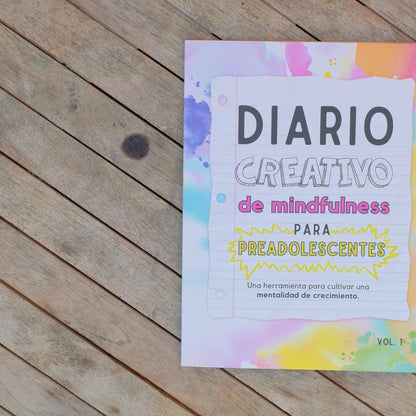 DIARIO
CREATIVO
de mindfulness
PARA
PREADOLESCENTES
Una herramienta para cultivar una
mentalidad de crecimiento.
VOL. 1